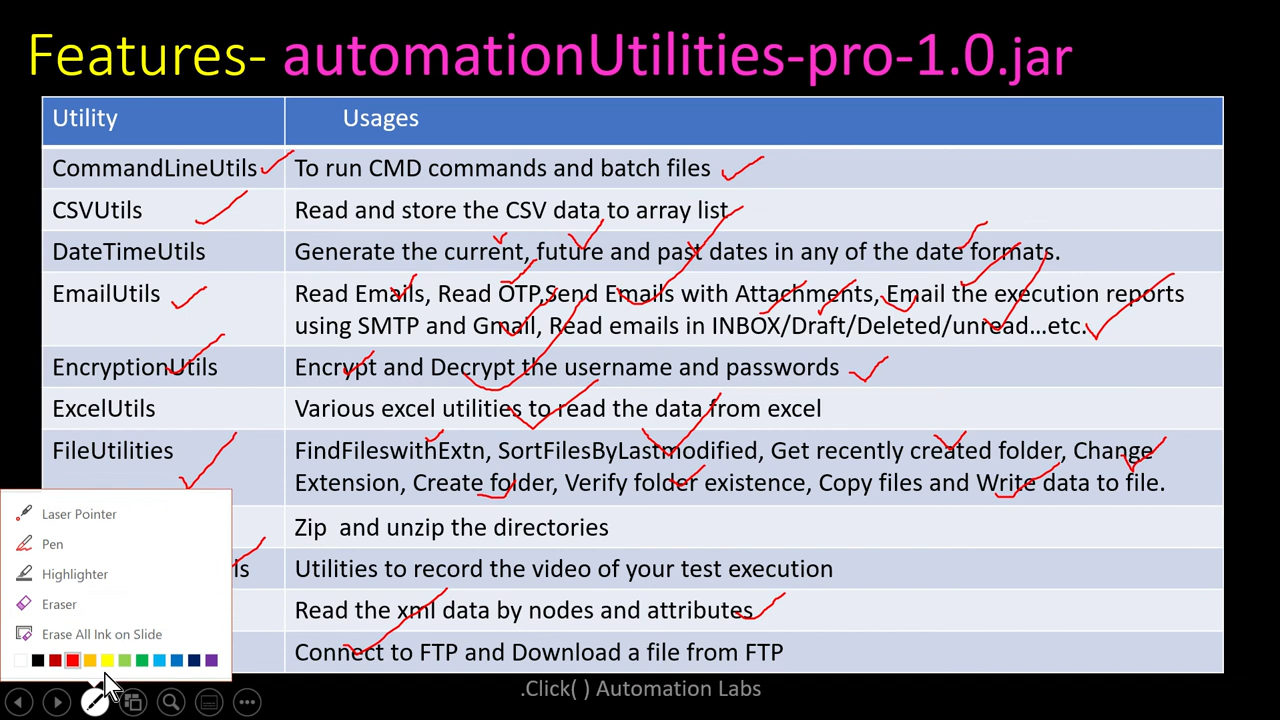 Features- automationUtilities-pro-1.0.jar
Utility Usages
CommandLineUtils To run CMD commands and batch files
CSVUtils Read and store the CSV data to array list
DateTimeUtils Generate the current, future and past dates in any of the date formats.
EmailUtils Read Emails, Read OTP,Send Emails with Attachments, Email the execution reports
using SMTP and Gmail, Read emails in INBOX/Draft/Deleted/unread...etc.
EncryptionUtils Encrypt and Decrypt the username and passwords
ExcelUtils Various excel utilities to read the data from excel
FileUtilities FindFileswithExtn, SortFilesByLastmodified, Get recently created folder, Change
Extension, Create folder, Verify folder existence, Copy files and Write data to file.
Zip and unzip the directories
ls Utilities to record the video of your test execution
Read the xml data by nodes and attributes
Connect to FTP and Download a file from FTP
Laser Pointer
Pen
Highlighter
Eraser
Erase All Ink on Slide
.Click( ) Automation Labs